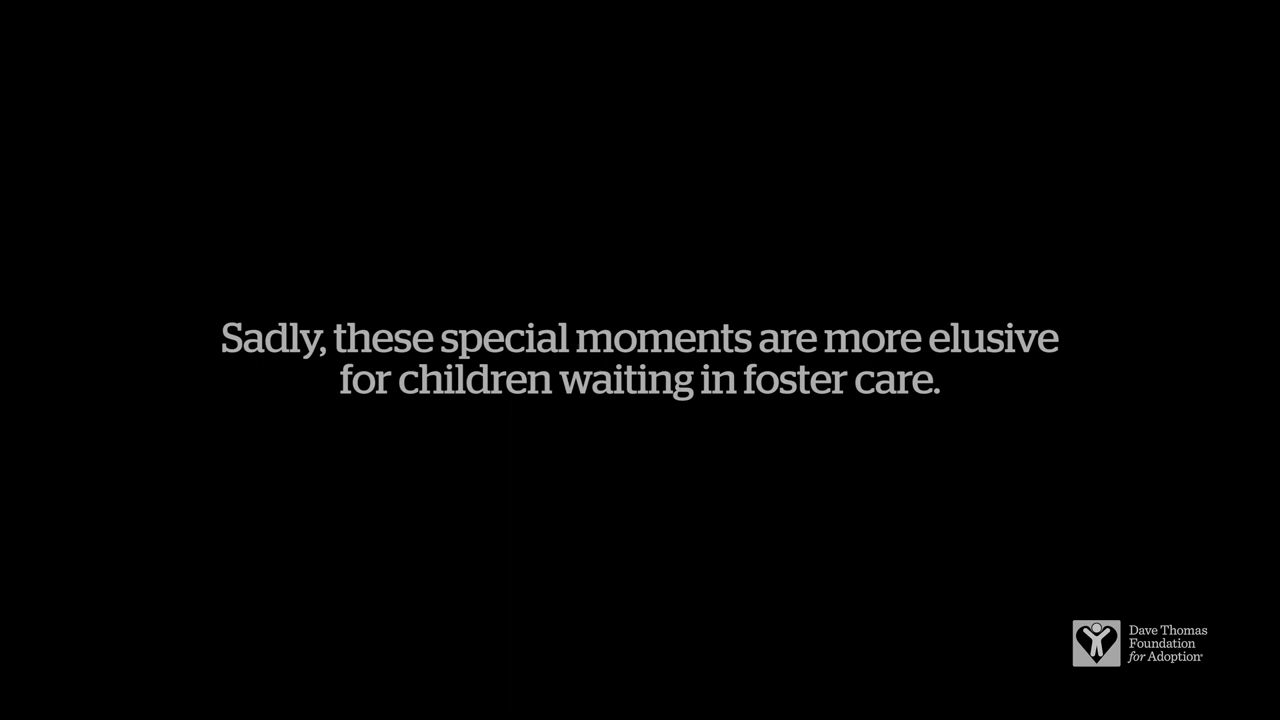 Sadly, these special moments are more elusive
for children waiting in foster care.
Dave Thomas
Foundation
for Adoption